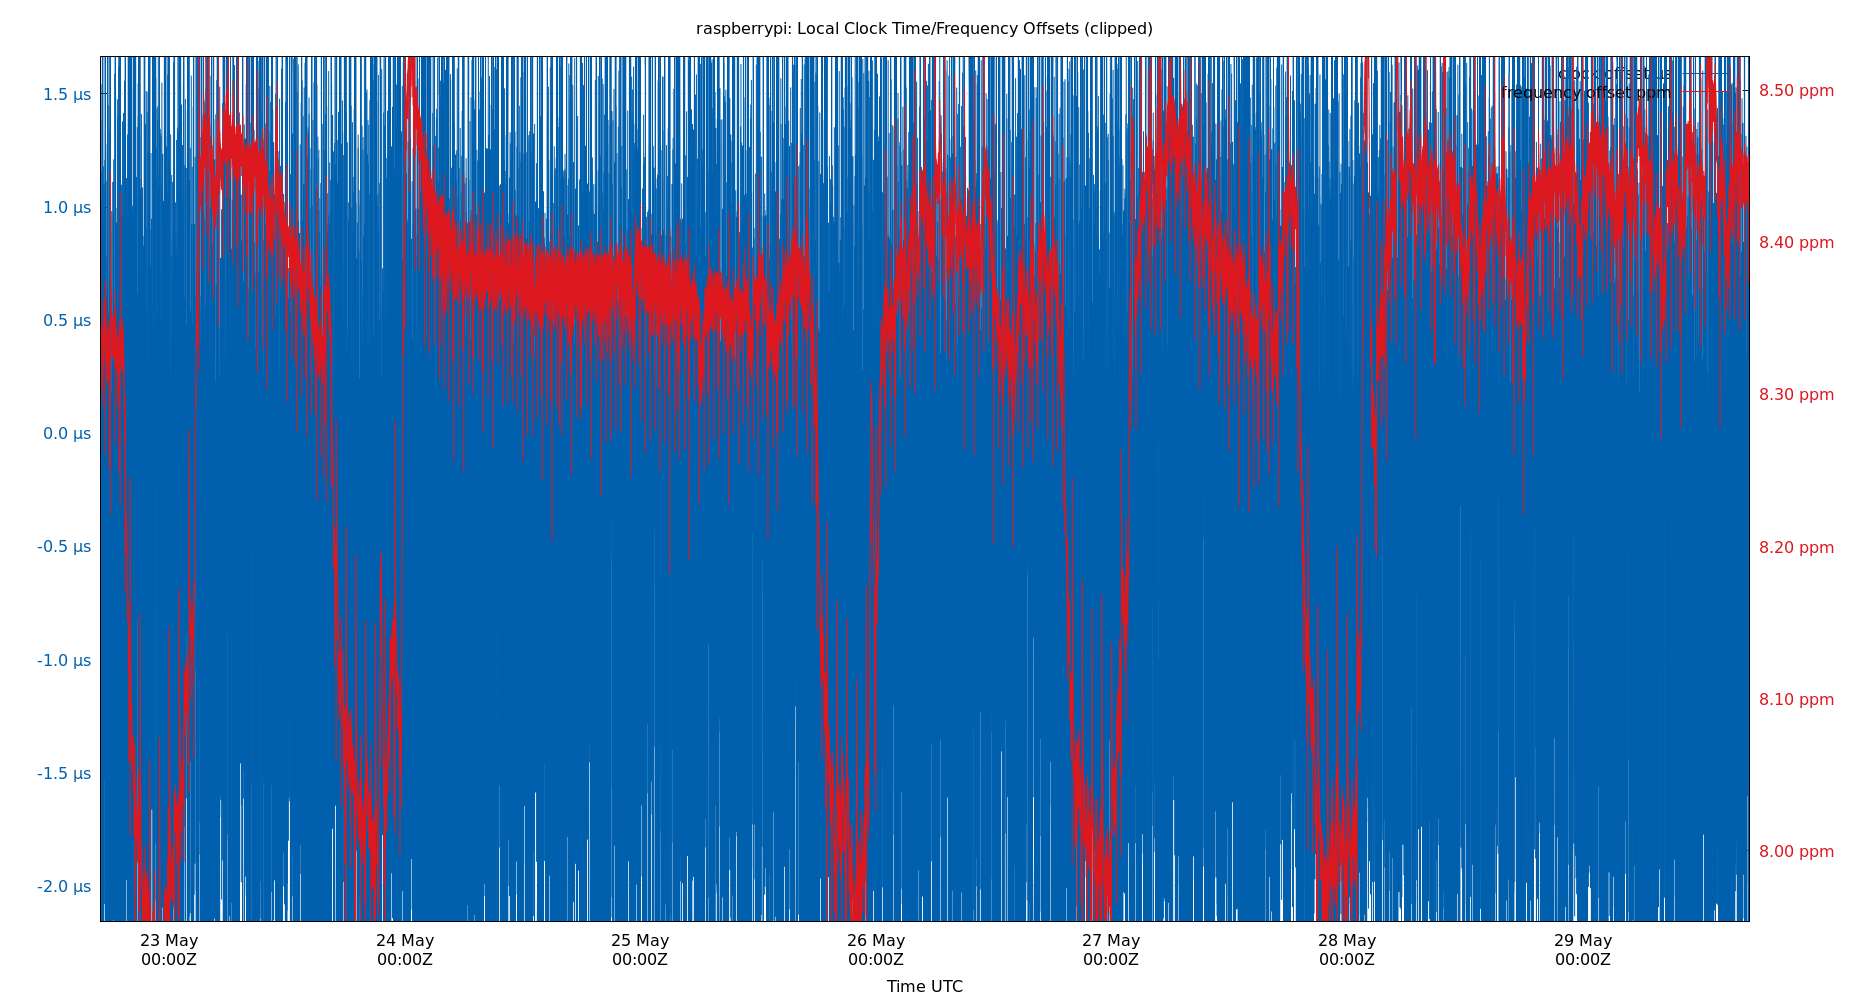 raspberrypi: Local Clock Time/Frequency Offsets (clipped)
clock offset µs
frequency offset ppm
1.5 µs
1.0 µs
0.5 µs
0.0 µs
-0.5 µs
-1.0 µs
-1.5 µs
-2.0 µs
8.50 ppm
8.40 ppm
8.30 ppm
8.20 ppm
8.10 ppm
8.00 ppm
23 May
00:00Z
24 May
00:00Z
25 May
00:00Z
26 May
00:00Z
27 May
00:00Z
28 May
00:00Z
29 May
00:00Z
Time UTC